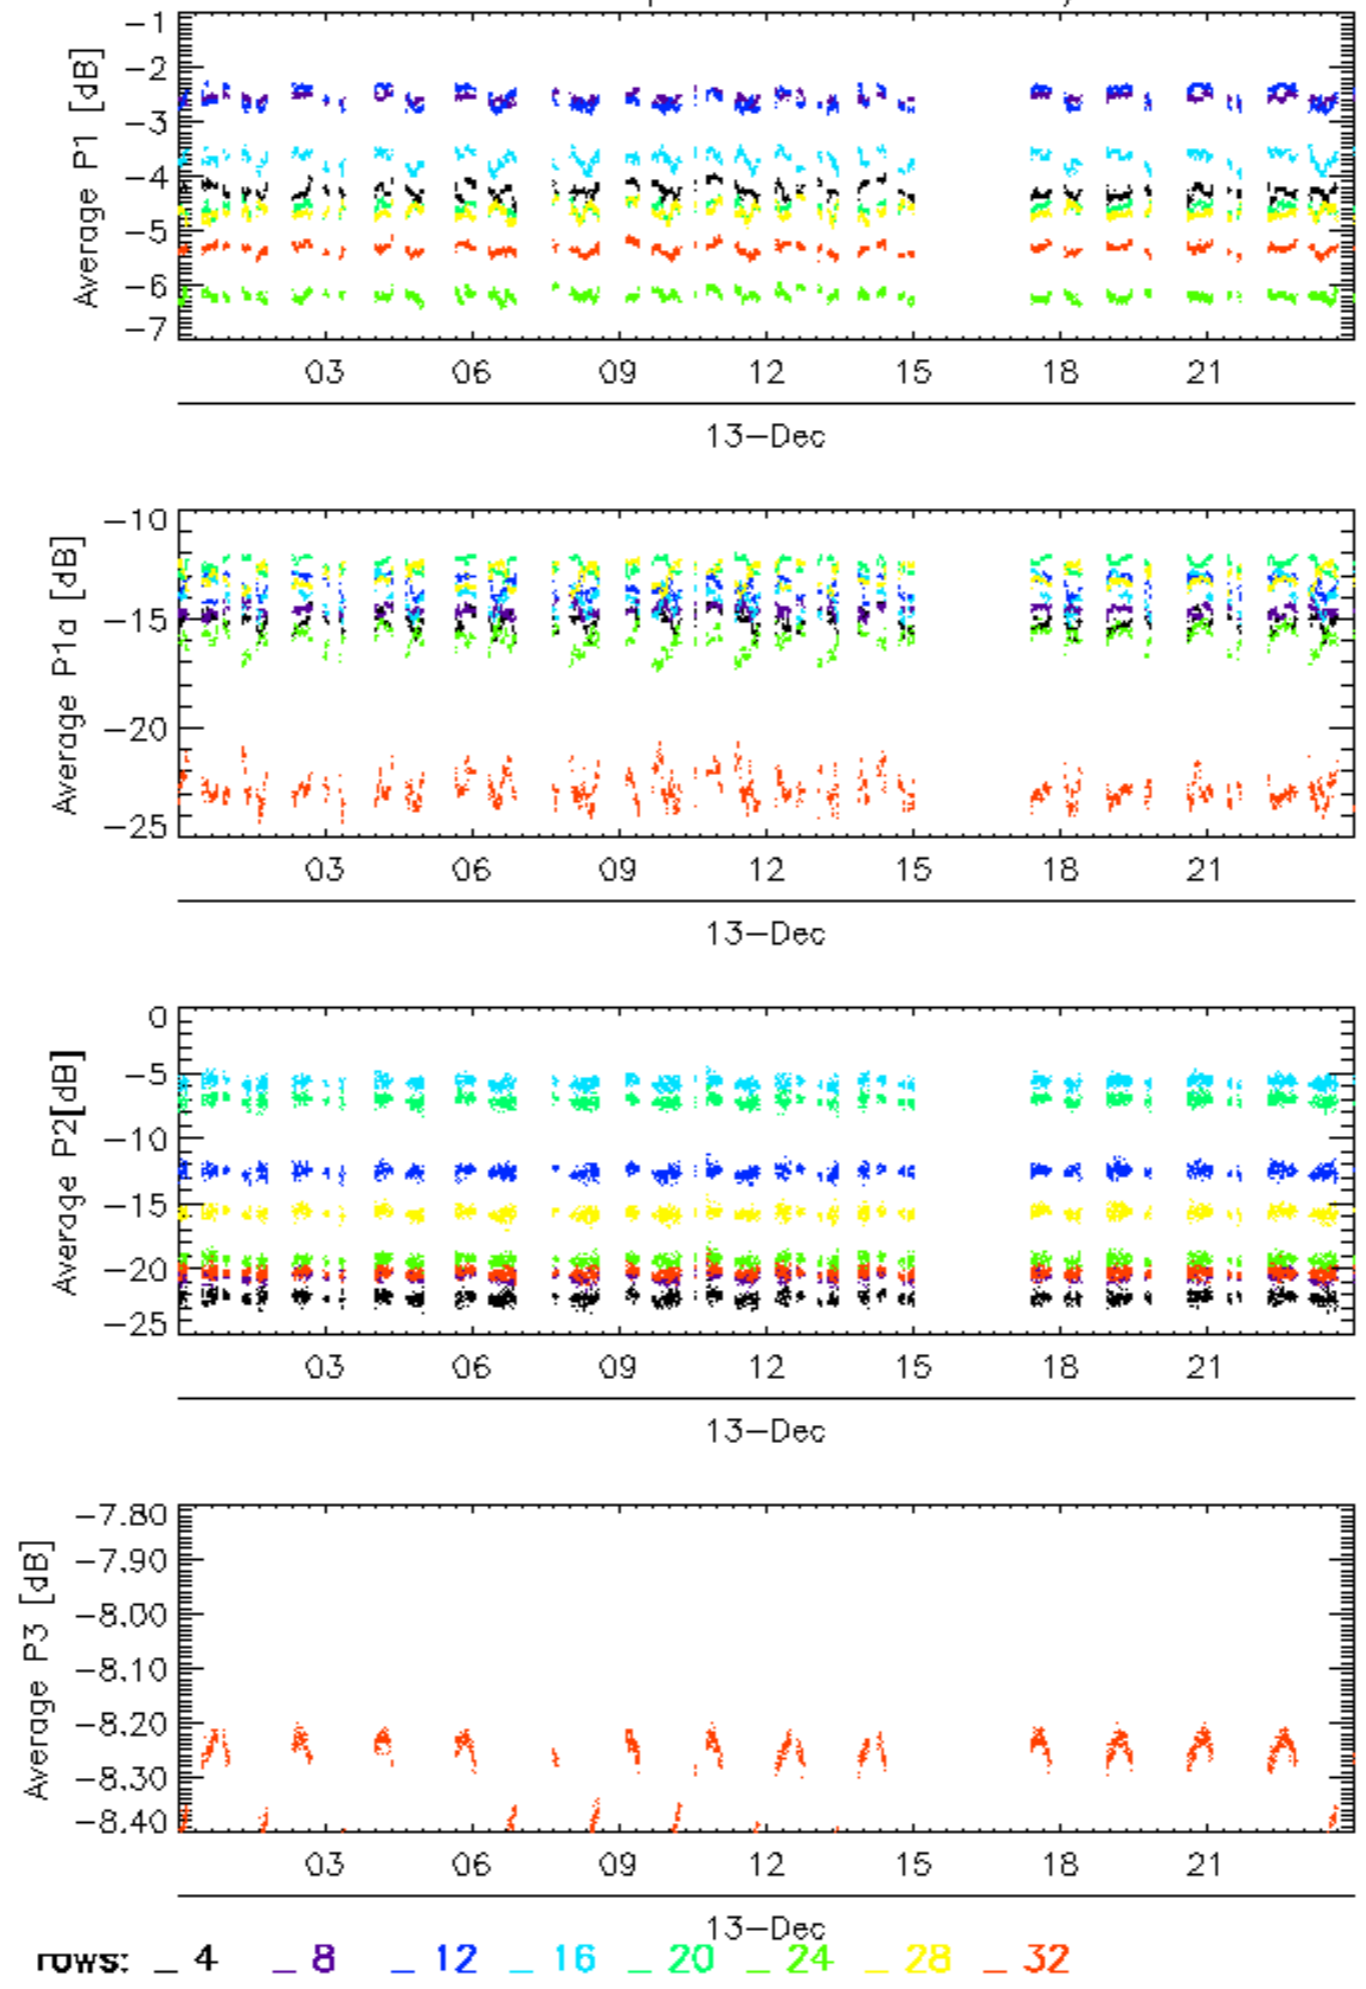 Average P1 [dB]
-1
-2
-3
-4
-5
-6
-7
03 06 09 12 15 18 21
13-Dec
Average P1a [dB]
-10
-15
-20
-25
03 06 09 12 15 18 21
13-Dec
Average P2[dB]
0
-5
-10
-15
-20
-25
03 06 09 12 15 18 21
13-Dec
Average P3 [dB]
-7.80
-7.90
-8.00
-8.10
-8.20
-8.30
-8.40
03 06 09 12 15 18 21
13-Dec
rows: _ 4 _ 8 _ 12 _ 16 _ 20 _ 24 _ 28 _ 32